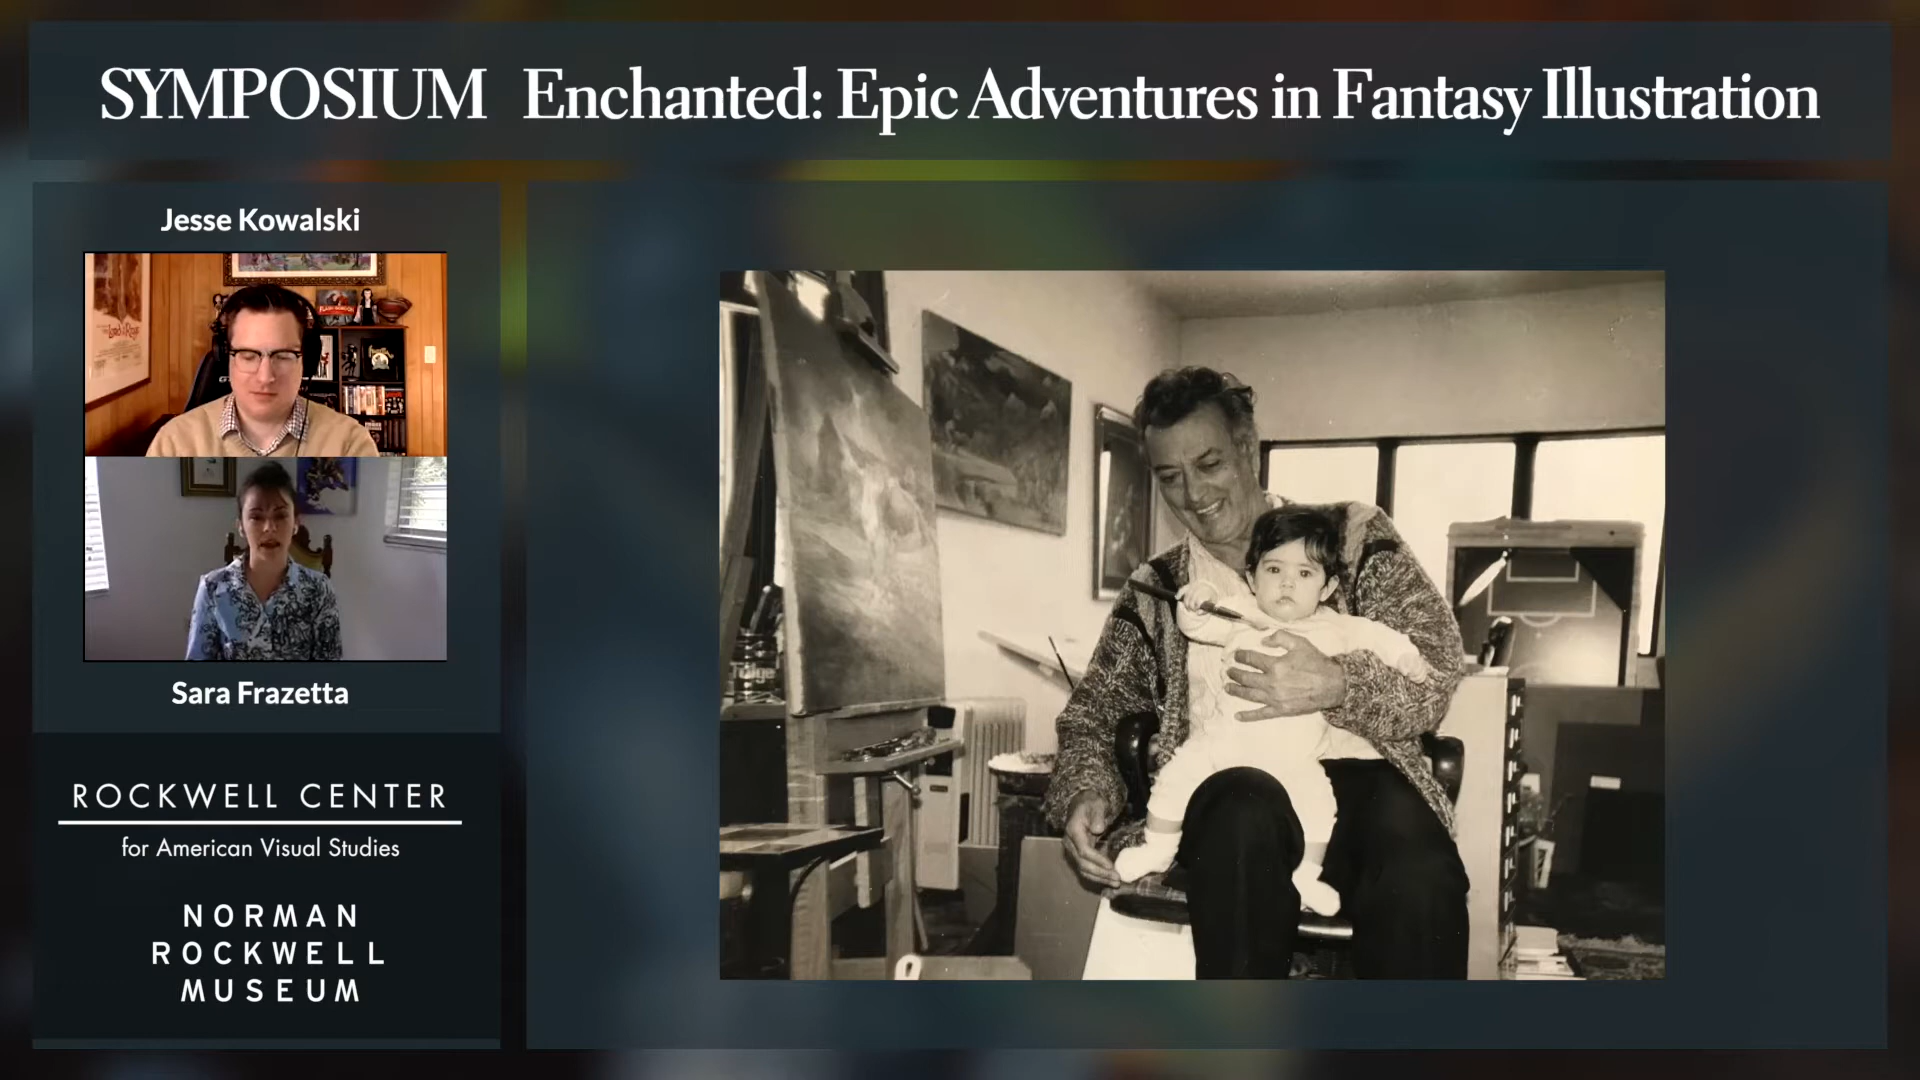 SYMPOSIUM Enchanted: Epic Adventures in Fantasy Illustration
Jesse Kowalski
Sara Frazetta
ROCKWELL CENTER
for American Visual Studies
NORMAN
ROCKWELL
MUSEUM